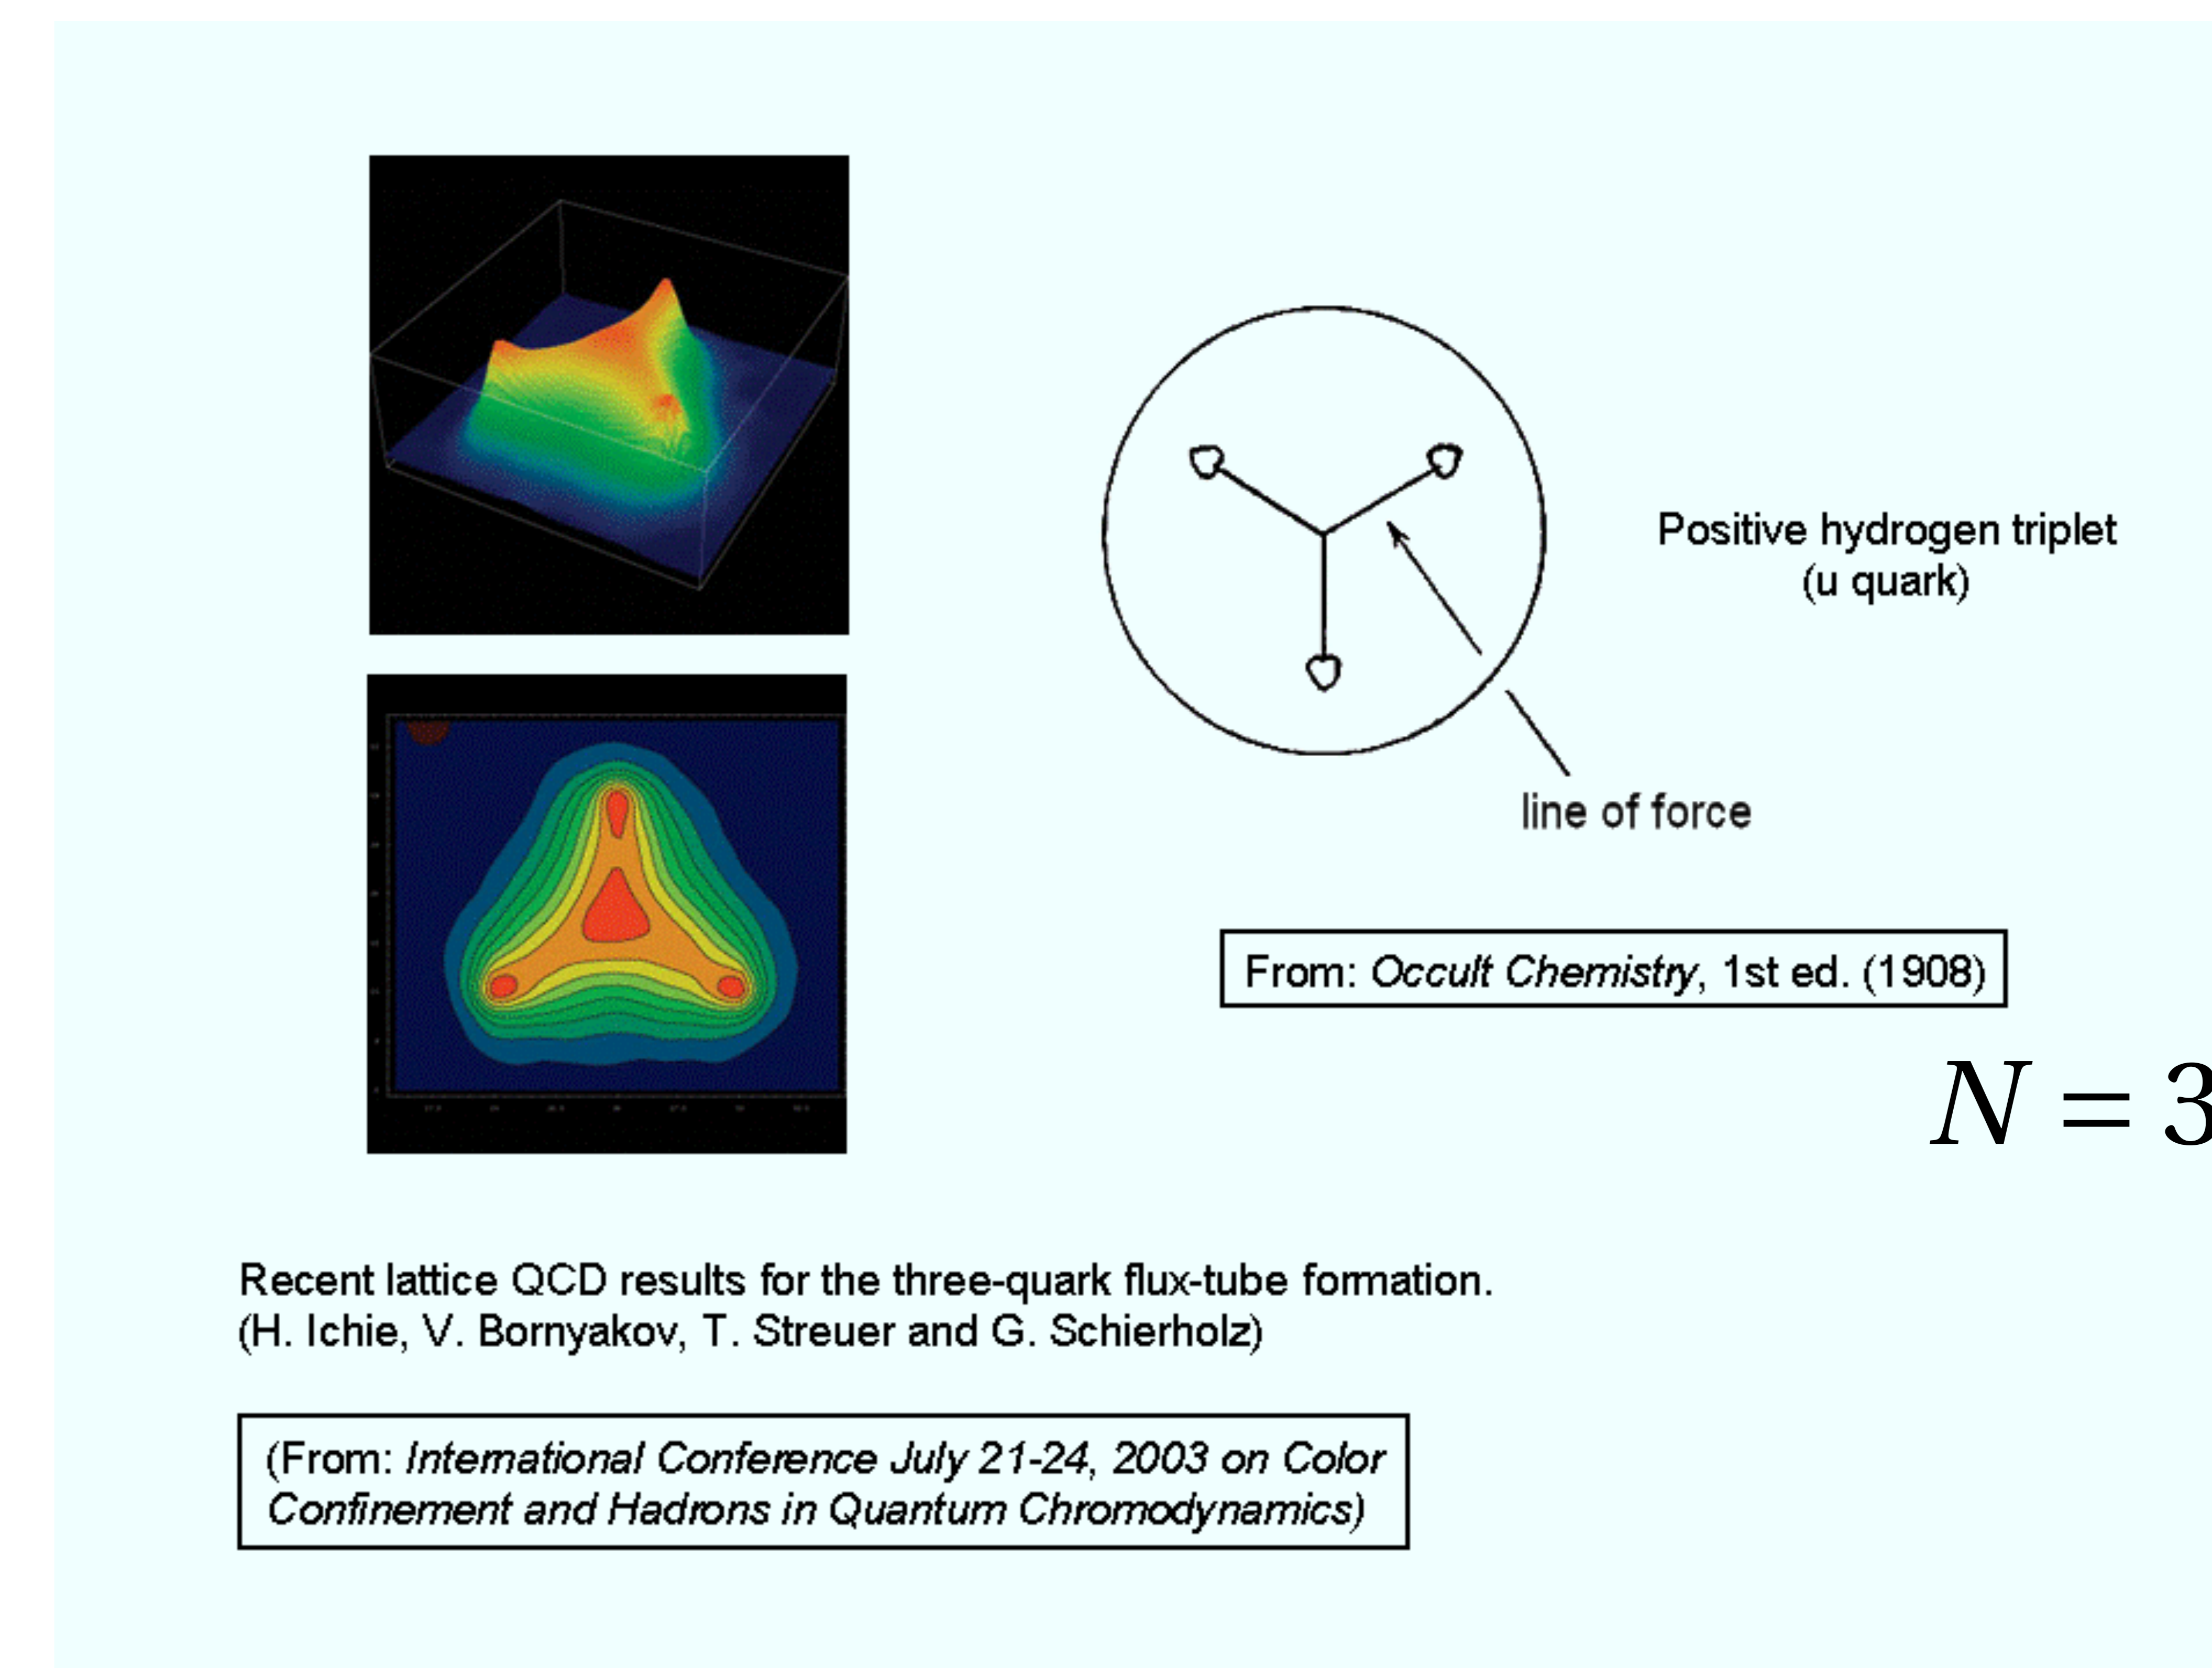 Positive hydrogen triplet
(u quark)
line of force
From: Occult Chemistry, 1st ed. (1908)
N = 3
Recent lattice QCD results for the three-quark flux-tube formation.
(H. Ichie, V. Bornyakov, T. Streuer and G. Schierholz)
(From: International Conference July 21-24, 2003 on Color
Confinement and Hadrons in Quantum Chromodynamics)